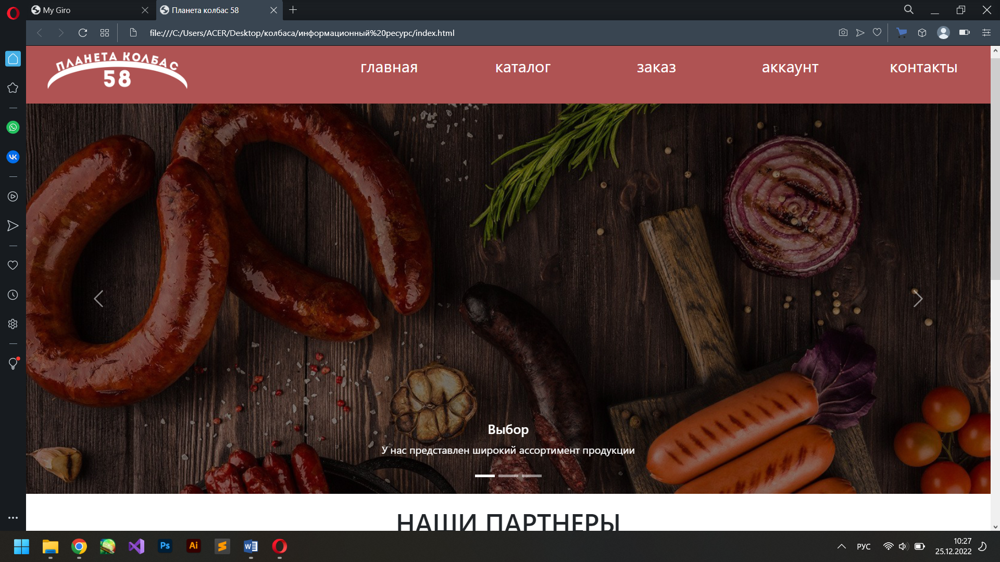 My Giro
Планета колбас 58
file:///C:/Users/ACER/Desktop/колбаса/информационный%20ресурс/index.html
ПЛАНЕТА КОЛБАС
58
главная
каталог
заказ
аккаунт
контакты
Выбор
У нас представлен широкий ассортимент продукции
НАШИ ПАРТНЕРЫ
Ps
Ai
W
РУС
10:27
25.12.2022